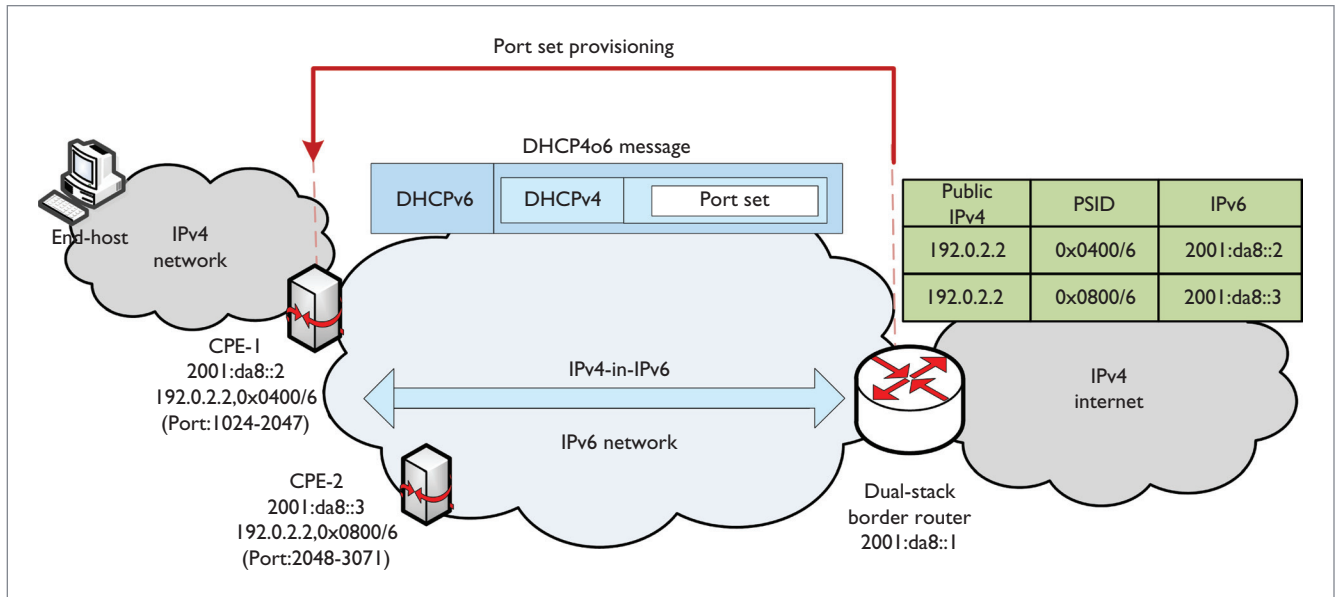 Port set provisioning
DHCP4o6 message
DHCPv6
DHCPv4
Port set
Public
IPv4
PSID
IPv6
192.0.2.2
0x0400/6
2001:da8::2
192.0.2.2
0x0800/6
2001:da8::3
End-host
IPv4
network
CPE-1
2001:da8::2
192.0.2.2,0x0400/6
(Port:1024-2047)
IPv4-in-IPv6
IPv6 network
CPE-2
2001:da8::3
192.0.2.2,0x0800/6
(Port:2048-3071)
Dual-stack
border router
2001:da8::1
IPv4
internet